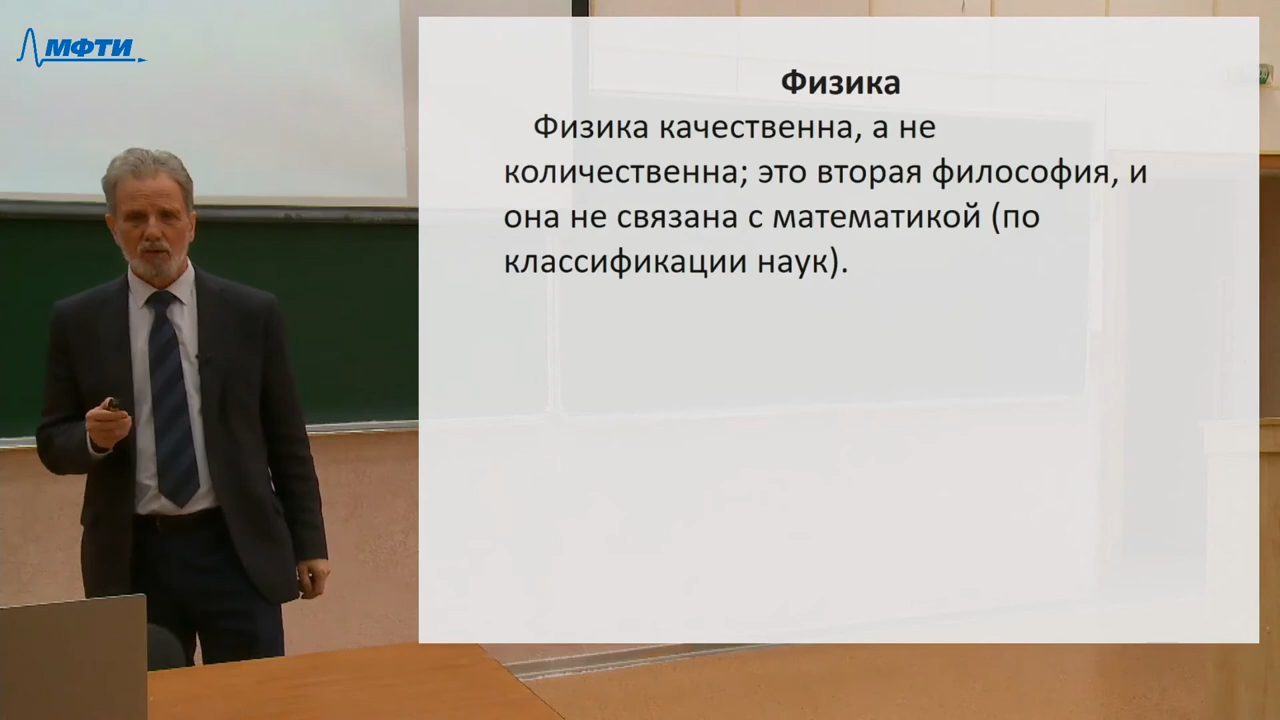 МФТИ
Физика
Физика качественна, а не
количественна; это вторая философия, и
она не связана с математикой (по
классификации наук).